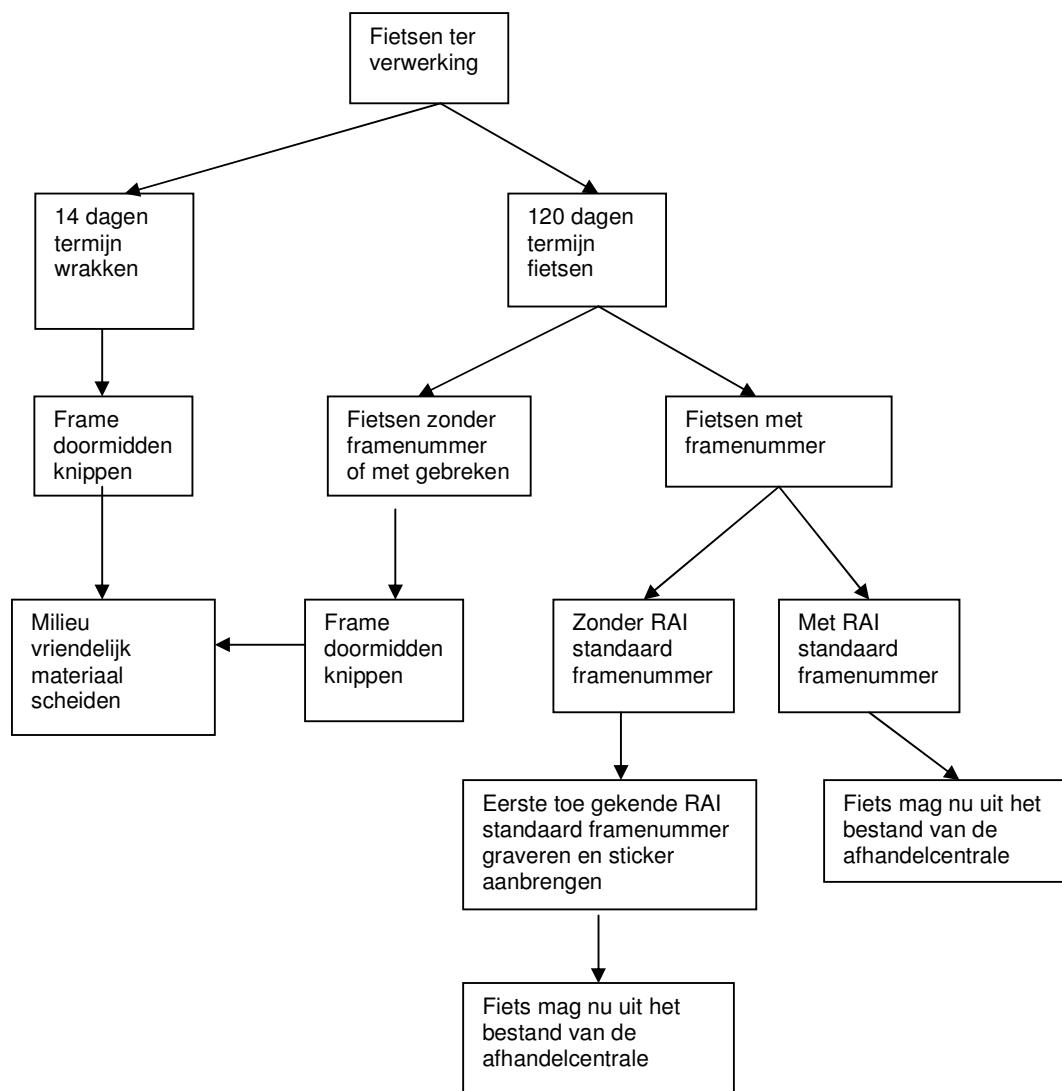 Fietsen ter
verwerking
14 dagen
termijn
wrakken
120 dagen
termijn
fietsen
Frame
doormidden
knippen
Fietsen zonder
framenummer
of met gebreken
Fietsen met
framenummer
Milieu
vriendelijk
materiaal
scheiden
Frame
doormidden
knippen
Zonder RAI
standaard
framenummer
Met RAI
standaard
framenummer
Eerste toe gekende RAI
standaard framenummer
graveren en sticker
aanbrengen
Fiets mag nu uit het
bestand van de
afhandelcentrale
Fiets mag nu uit het
bestand van de
afhandelcentrale